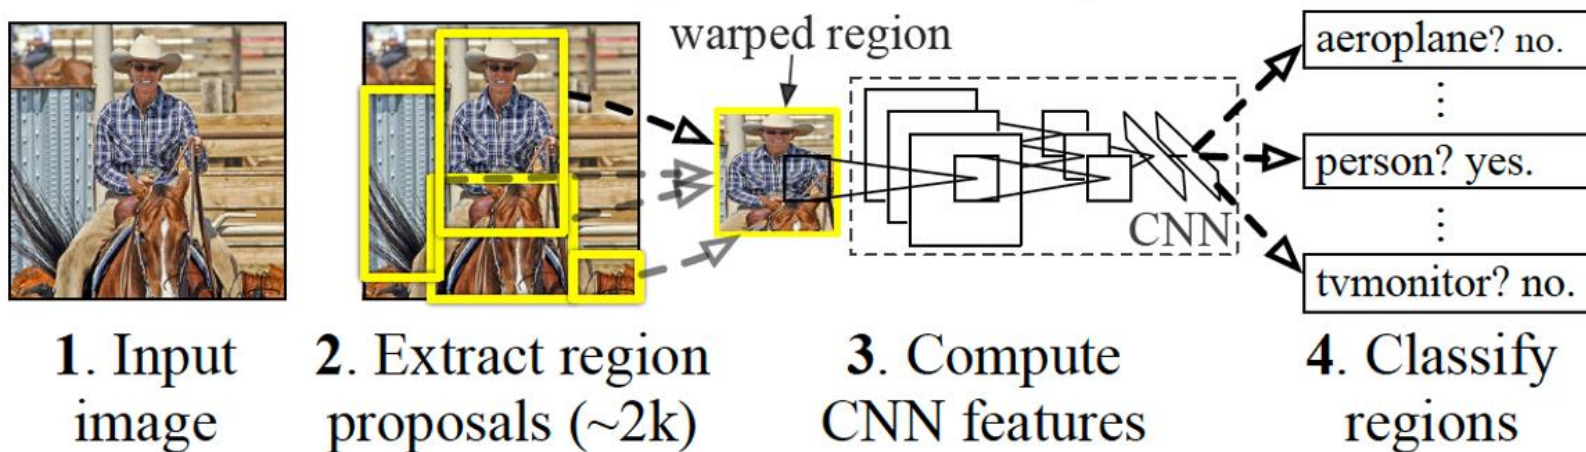 warped region
aeroplane? no.
person? yes.
CNN
tvmonitor? no.
1. Input
image
2. Extract region
proposals (~2k)
3. Compute
CNN features
4. Classify
regions